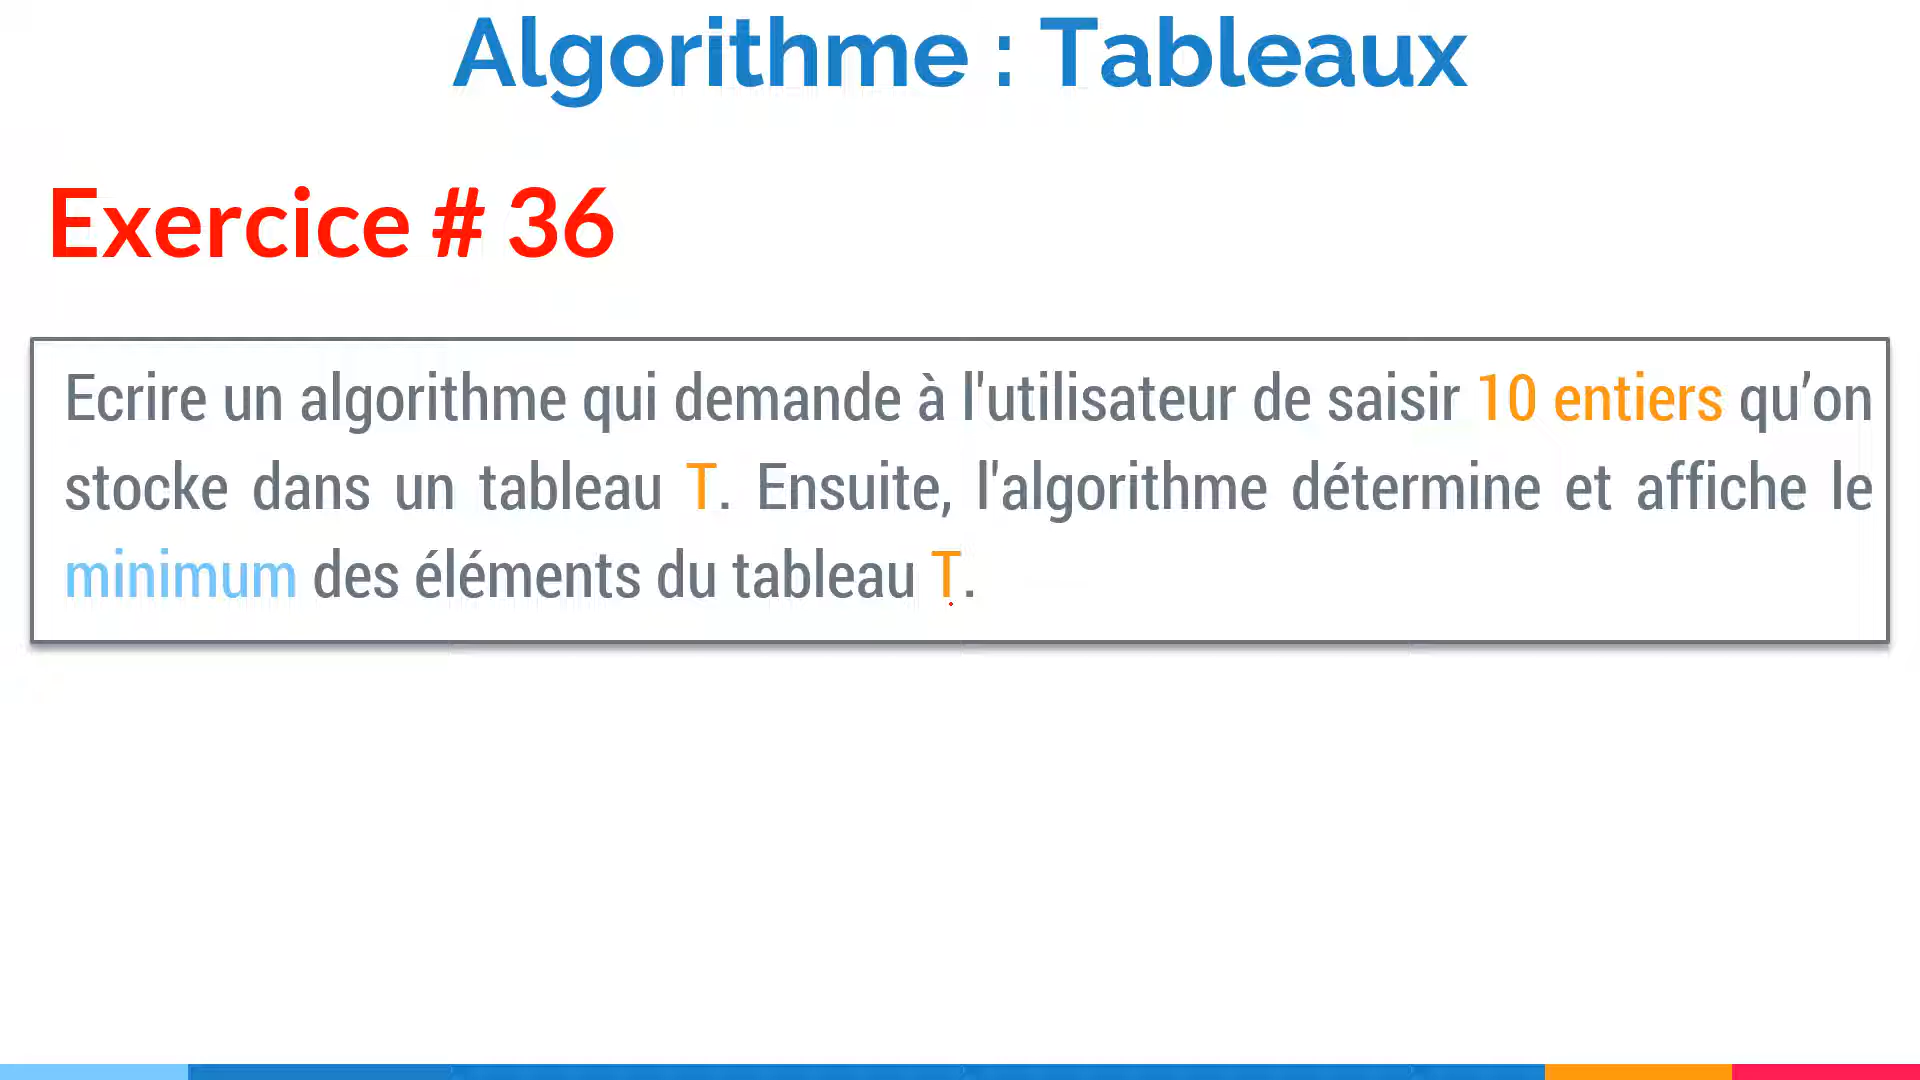 Algorithme : Tableaux
Exercice # 36
Ecrire un algorithme qui demande à l'utilisateur de saisir 10 entiers qu’on
stocke dans un tableau T. Ensuite, l'algorithme détermine et affiche le
minimum des éléments du tableau T.